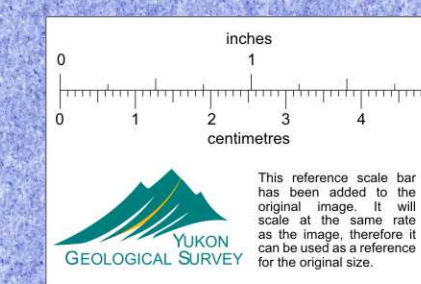 inches
0 1
0 1 2 3 4
centimetres
YUKON
GEOLOGICAL SURVEY
This reference scale bar
has been added to the
original image. It will
scale at the same rate
as the image, therefore it
can be used as a reference
for the original size.